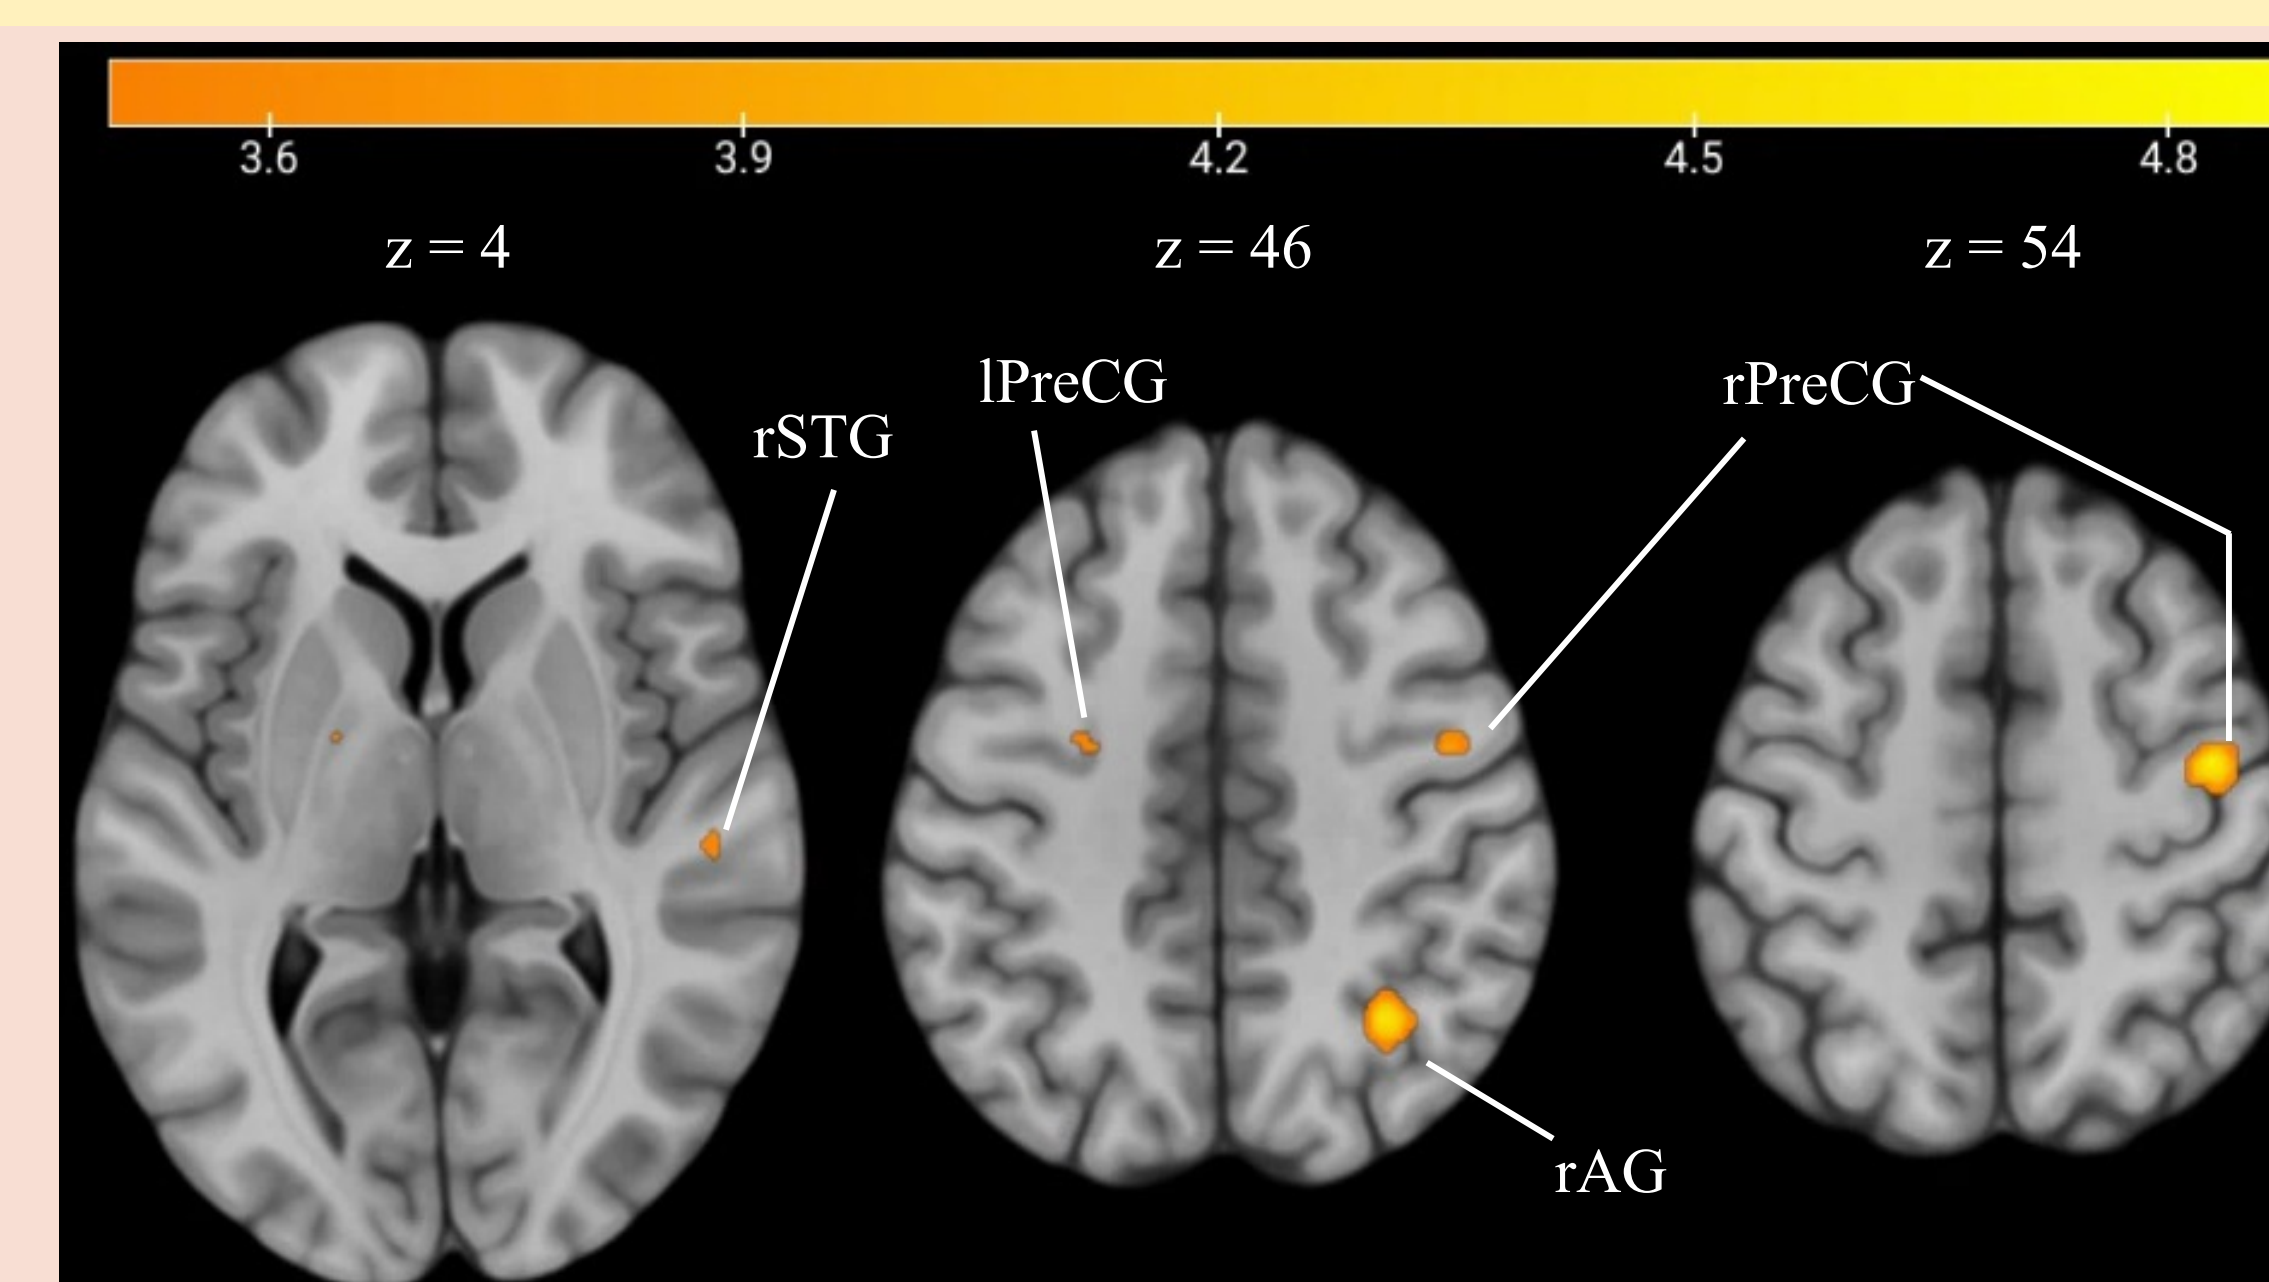 3.6 3.9 4.2 4.5 4.8
z = 4 z = 46 z = 54
lPreCG rPreCG
rSTG
rAG